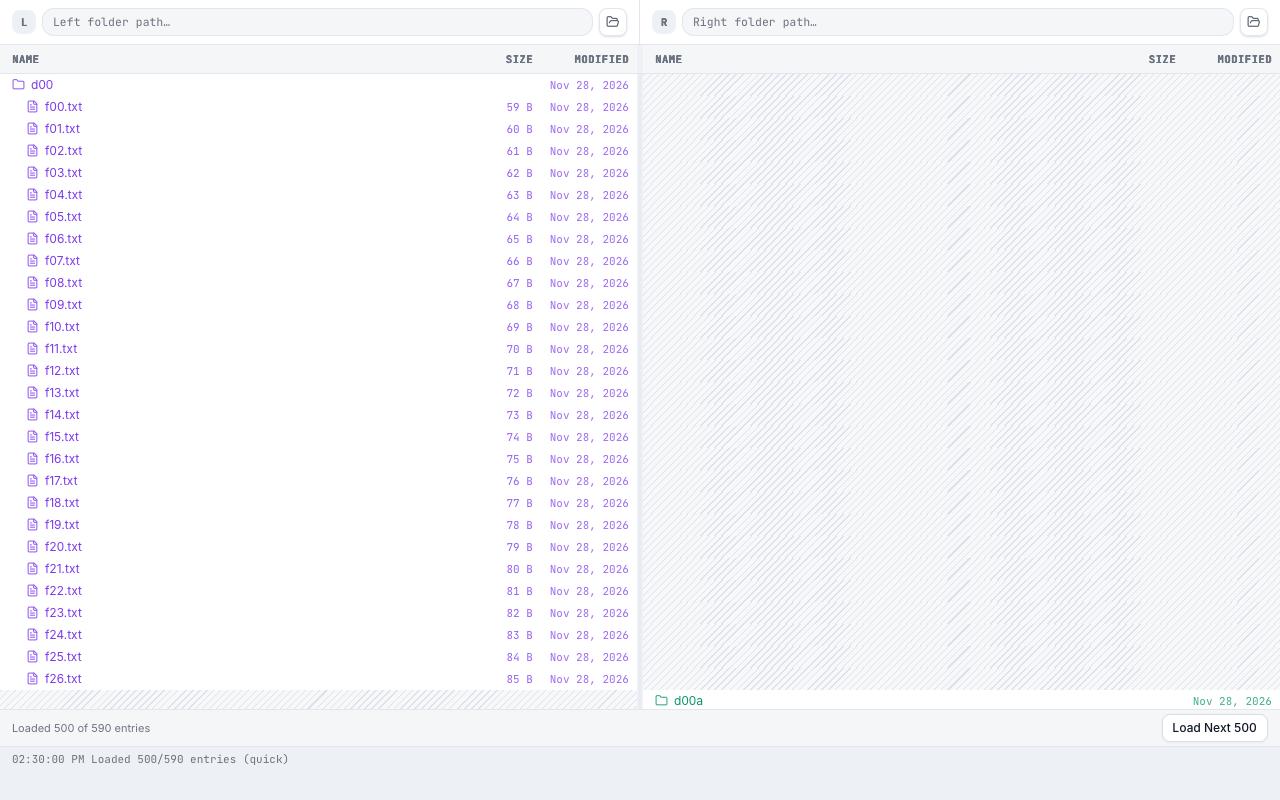 L Left folder path… R Right folder path…
NAME SIZE MODIFIED NAME SIZE MODIFIED
d00 Nov 28, 2026
f00.txt 59 B Nov 28, 2026
f01.txt 60 B Nov 28, 2026
f02.txt 61 B Nov 28, 2026
f03.txt 62 B Nov 28, 2026
f04.txt 63 B Nov 28, 2026
f05.txt 64 B Nov 28, 2026
f06.txt 65 B Nov 28, 2026
f07.txt 66 B Nov 28, 2026
f08.txt 67 B Nov 28, 2026
f09.txt 68 B Nov 28, 2026
f10.txt 69 B Nov 28, 2026
f11.txt 70 B Nov 28, 2026
f12.txt 71 B Nov 28, 2026
f13.txt 72 B Nov 28, 2026
f14.txt 73 B Nov 28, 2026
f15.txt 74 B Nov 28, 2026
f16.txt 75 B Nov 28, 2026
f17.txt 76 B Nov 28, 2026
f18.txt 77 B Nov 28, 2026
f19.txt 78 B Nov 28, 2026
f20.txt 79 B Nov 28, 2026
f21.txt 80 B Nov 28, 2026
f22.txt 81 B Nov 28, 2026
f23.txt 82 B Nov 28, 2026
f24.txt 83 B Nov 28, 2026
f25.txt 84 B Nov 28, 2026
f26.txt 85 B Nov 28, 2026
d00a Nov 28, 2026
Loaded 500 of 590 entries Load Next 500
02:30:00 PM Loaded 500/590 entries (quick)